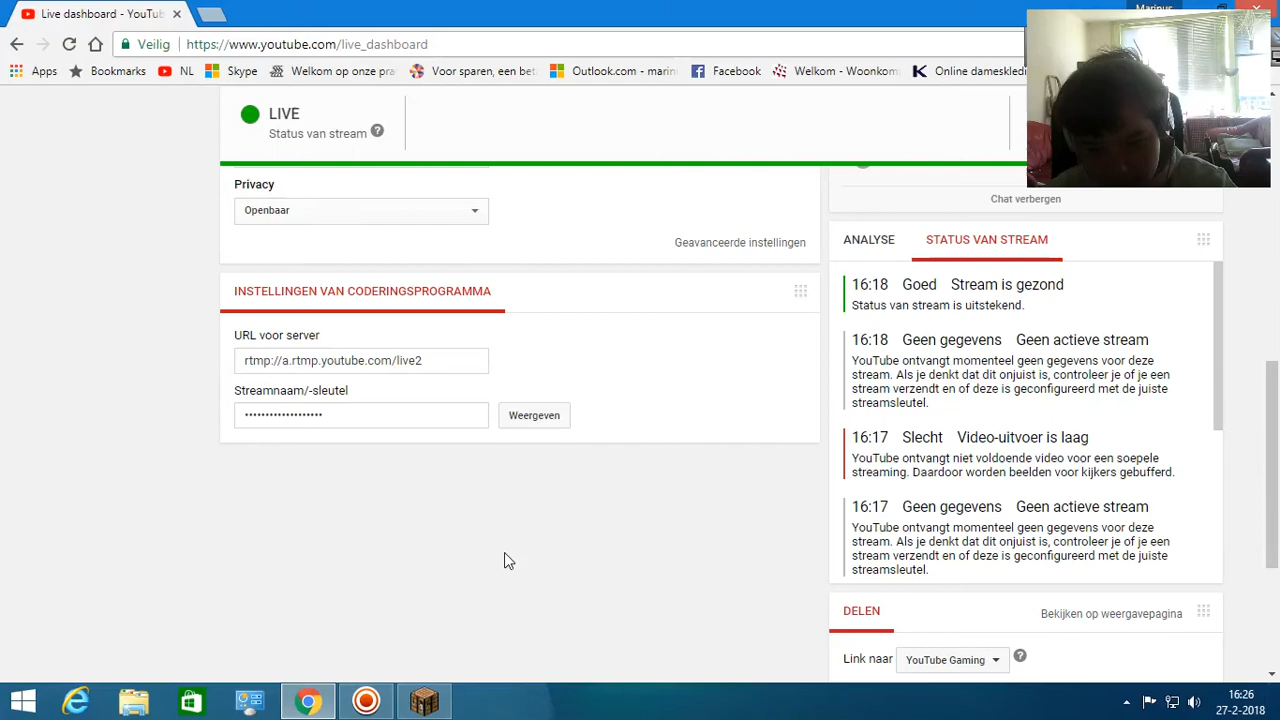 Live dashboard - YouTub
Veilig https://www.youtube.com/live_dashboard
Apps Bookmarks NL Skype Welkom op onze pr Voor spannende bet Outlook.com - marin Facebook Welkom - Woonkom Online dameskledi
LIVE
Status van stream
Privacy
Openbaar
Geavanceerde instellingen
INSTELLINGEN VAN CODERINGSPROGRAMMA
URL voor server
rtmp://a.rtmp.youtube.com/live2
Streamnaam/-sleutel
•••••••••••••••••••
Weergeven
Chat verbergen
ANALYSE STATUS VAN STREAM
16:18 Goed Stream is gezond
Status van stream is uitstekend.
16:18 Geen gegevens Geen actieve stream
YouTube ontvangt momenteel geen gegevens voor deze
stream. Als je denkt dat dit onjuist is, controleer je of je een
stream verzendt en of deze is geconfigureerd met de juiste
streamsleutel.
16:17 Slecht Video-uitvoer is laag
YouTube ontvangt niet voldoende video voor een soepele
streaming. Daardoor worden beelden voor kijkers gebufferd.
16:17 Geen gegevens Geen actieve stream
YouTube ontvangt momenteel geen gegevens voor deze
stream. Als je denkt dat dit onjuist is, controleer je of je een
stream verzendt en of deze is geconfigureerd met de juiste
streamsleutel.
DELEN Bekijken op weergavepagina
Link naar YouTube Gaming
16:26
27-2-2018